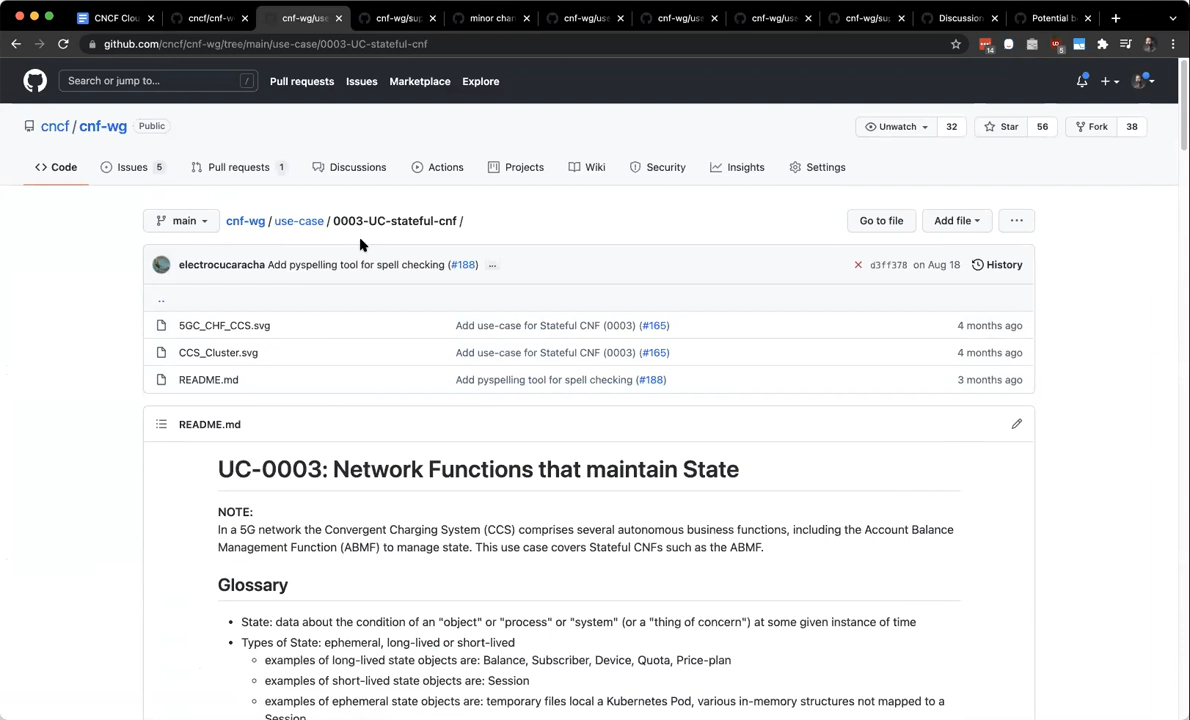 CNCF Clou
cncf/cnf-w
cnf-wg/use
cnf-wg/sup
minor chan
cnf-wg/use
cnf-wg/use
cnf-wg/use
cnf-wg/sup
Discussion
Potential b
github.com/cncf/cnf-wg/tree/main/use-case/0003-UC-stateful-cnf
14
5
Search or jump to...
/
Pull requests
Issues
Marketplace
Explore
cncf / cnf-wg
Public
Unwatch
32
Star
56
Fork
38
Code
Issues 5
Pull requests 1
Discussions
Actions
Projects
Wiki
Security
Insights
Settings
main
cnf-wg / use-case / 0003-UC-stateful-cnf /
Go to file
Add file
...
electrocucaracha Add pyspelling tool for spell checking (#188) ...
d3ff378 on Aug 18
History
..
5GC_CHF_CCS.svg
Add use-case for Stateful CNF (0003) (#165)
4 months ago
CCS_Cluster.svg
Add use-case for Stateful CNF (0003) (#165)
4 months ago
README.md
Add pyspelling tool for spell checking (#188)
3 months ago
README.md
UC-0003: Network Functions that maintain State
NOTE:
In a 5G network the Convergent Charging System (CCS) comprises several autonomous business functions, including the Account Balance
Management Function (ABMF) to manage state. This use case covers Stateful CNFs such as the ABMF.
Glossary
• State: data about the condition of an "object" or "process" or "system" (or a "thing of concern") at some given instance of time
• Types of State: ephemeral, long-lived or short-lived
◦ examples of long-lived state objects are: Balance, Subscriber, Device, Quota, Price-plan
◦ examples of short-lived state objects are: Session
◦ examples of ephemeral state objects are: temporary files local a Kubernetes Pod, various in-memory structures not mapped to a
Session